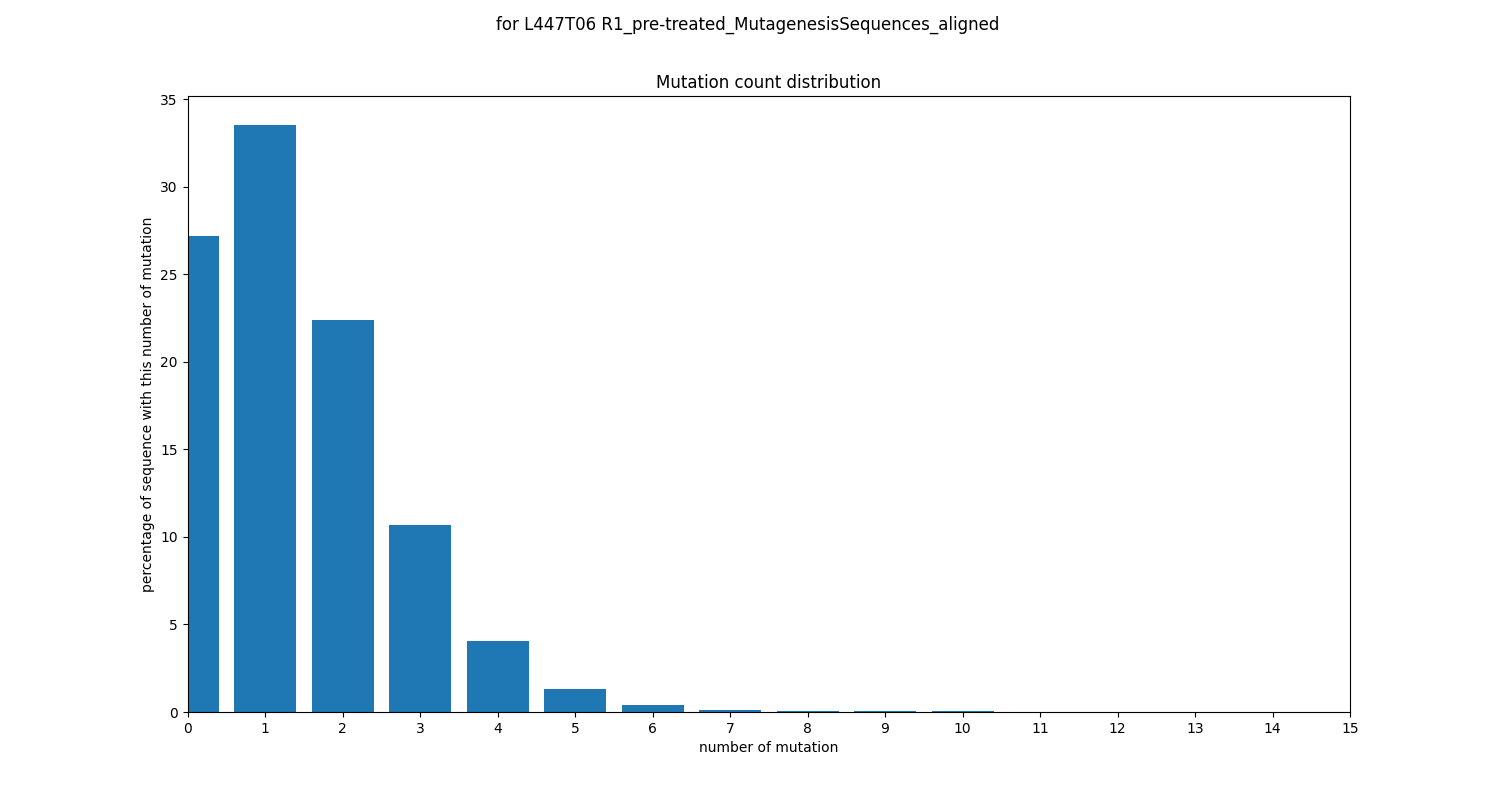 for L447T06 R1_pre-treated_MutagenesisSequences_aligned
Mutation count distribution
percentage of sequence with this number of mutation
35
30
25
20
15
10
5
0
0 1 2 3 4 5 6 7 8 9 10 11 12 13 14 15
number of mutation